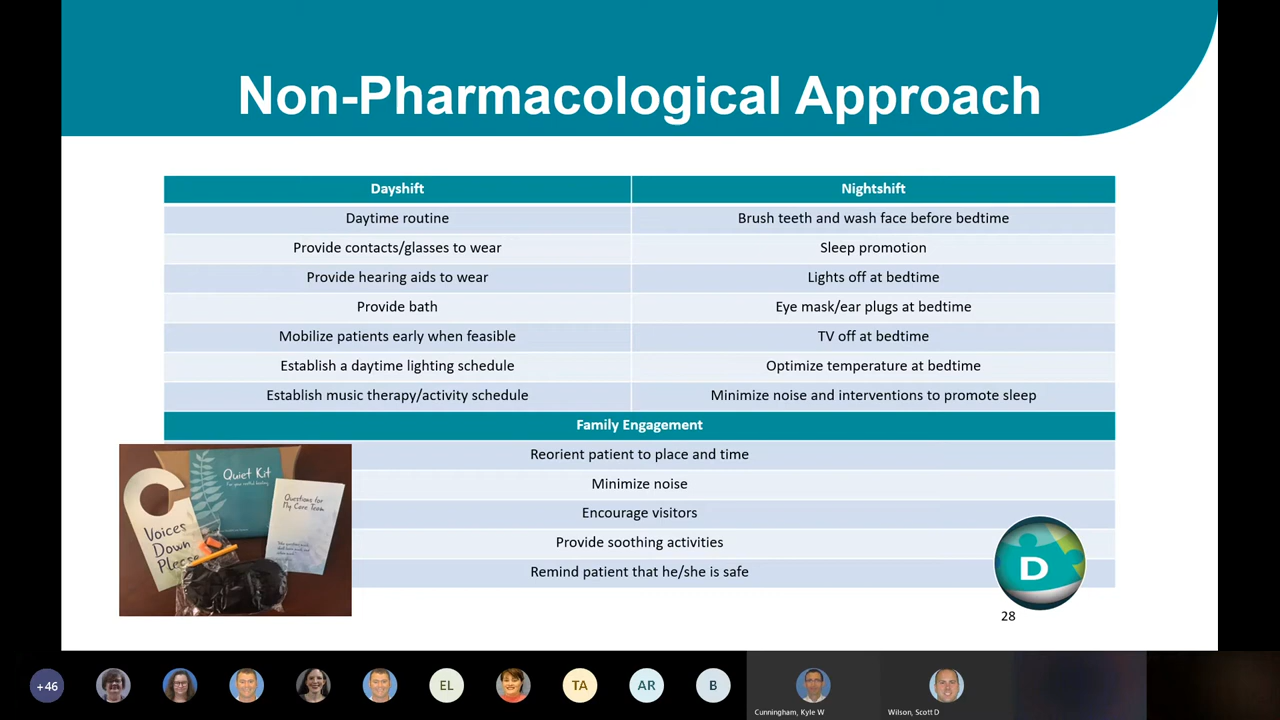 Non-Pharmacological Approach
Dayshift Nightshift
Daytime routine Brush teeth and wash face before bedtime
Provide contacts/glasses to wear Sleep promotion
Provide hearing aids to wear Lights off at bedtime
Provide bath Eye mask/ear plugs at bedtime
Mobilize patients early when feasible TV off at bedtime
Establish a daytime lighting schedule Optimize temperature at bedtime
Establish music therapy/activity schedule Minimize noise and interventions to promote sleep
Family Engagement
Reorient patient to place and time
Minimize noise
Encourage visitors
Provide soothing activities
Remind patient that he/she is safe
Quiet Kit
Questions for
My Care Team
Voices
Down
Please
D
28
+46 EL TA AR B
Cunningham, Kyle W Wilson, Scott D